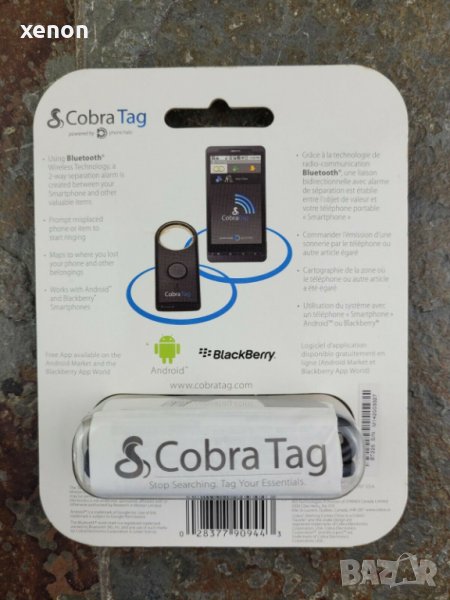 xenon
Cobra Tag
powered by phone halo
• Using Bluetooth®
Wireless Technology, a
2-way separation alarm is
created between your
Smartphone and other
valuable items.
• Prompt misplaced
phone or item to
start ringing
• Maps to where you lost
your phone and other
belongings
• Works with Android™
and Blackberry®
Smartphones
Free App available on the
Android Market and the
Blackberry App World
CobraTag
CobraTag
Android™
BlackBerry.
www.cobratag.com
• Grâce à la technologie de
radio-communication
Bluetooth® une liaison
bidirectionnelle avec alarme
de séparation est établie
entre l'objet de valeur et
votre téléphone portable
« Smartphone »
• Commander l'émission d'une
sonnerie par le téléphone ou
autre article égaré
• Cartographie de la zone où
le téléphone ou autre article
a été égaré
• Utilisation du système avec
un téléphone « Smartphone »
Android™ ou BlackBerry®
Logiciel d'application
disponible gratuitement en
ligne (Android Market et
Blackberry App World)
Cobra Tag
Stop Searching. Tag Your Essentials.
0 28377 90944 3
BAZAR.BG